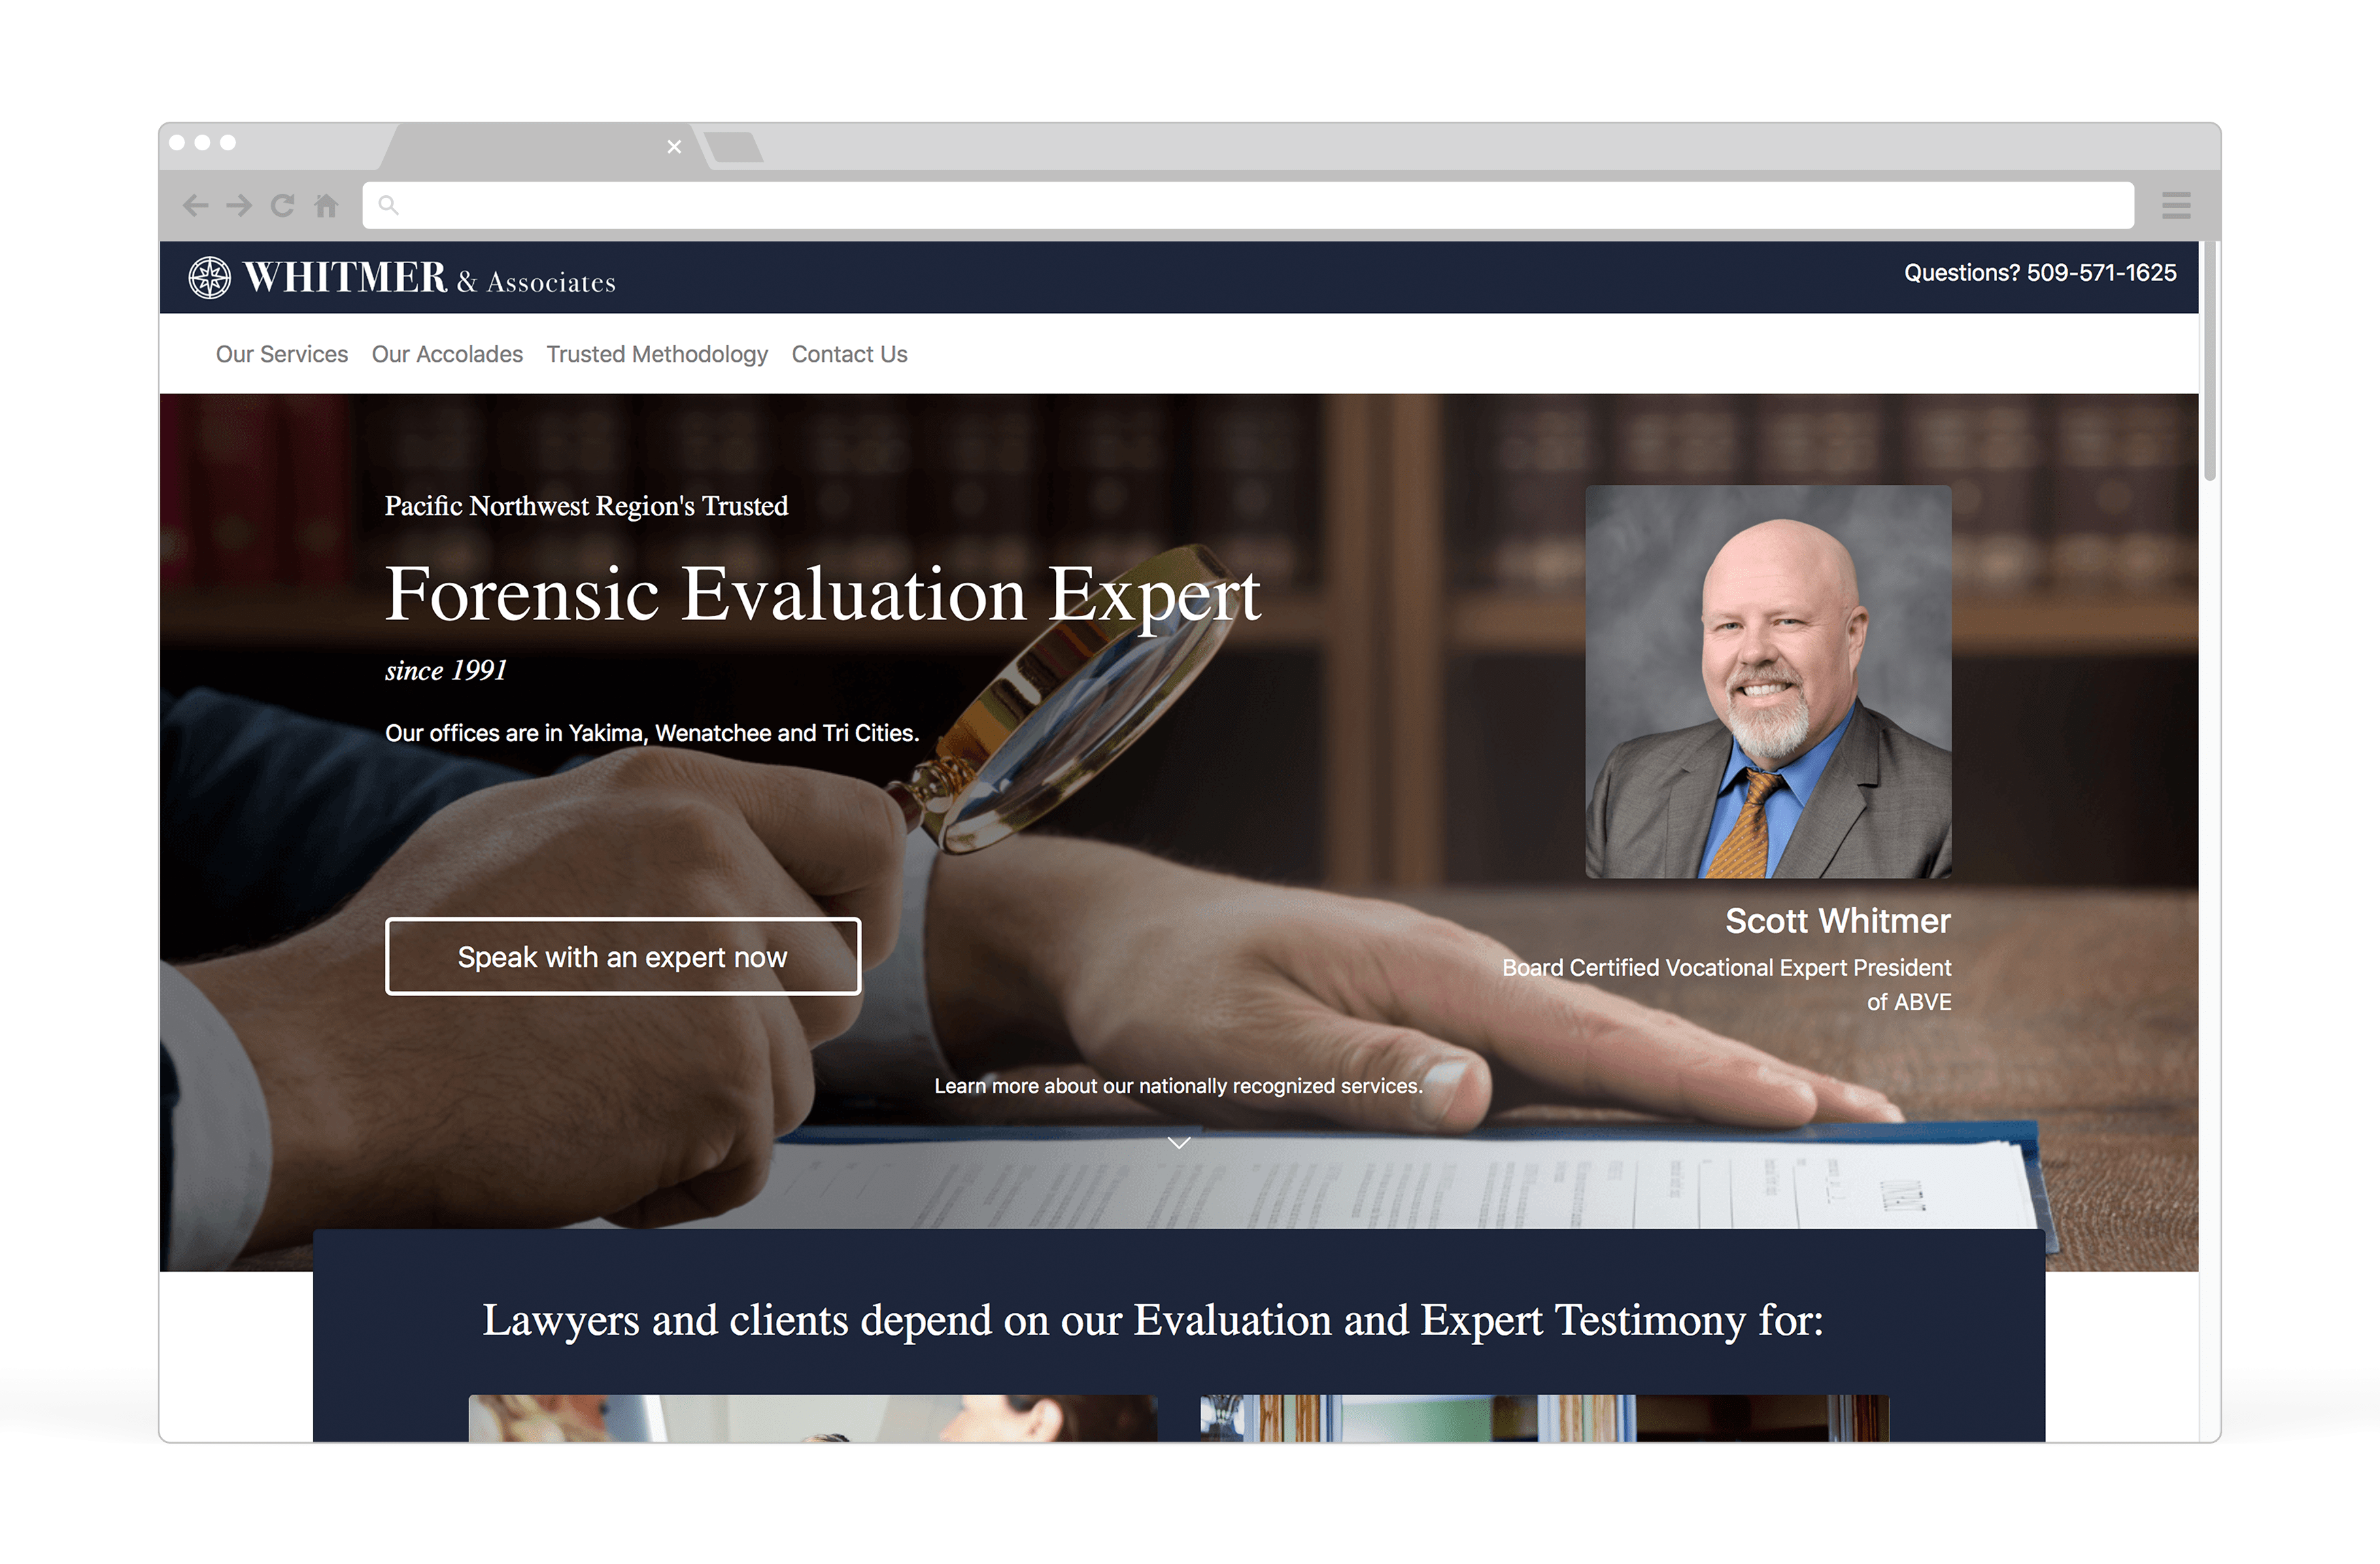 WHITMER & Associates
Questions? 509-571-1625
Our Services Our Accolades Trusted Methodology Contact Us
Pacific Northwest Region's Trusted
Forensic Evaluation Expert
since 1991
Our offices are in Yakima, Wenatchee and Tri Cities.
Speak with an expert now
Scott Whitmer
Board Certified Vocational Expert President
of ABVE
Learn more about our nationally recognized services.
Lawyers and clients depend on our Evaluation and Expert Testimony for: